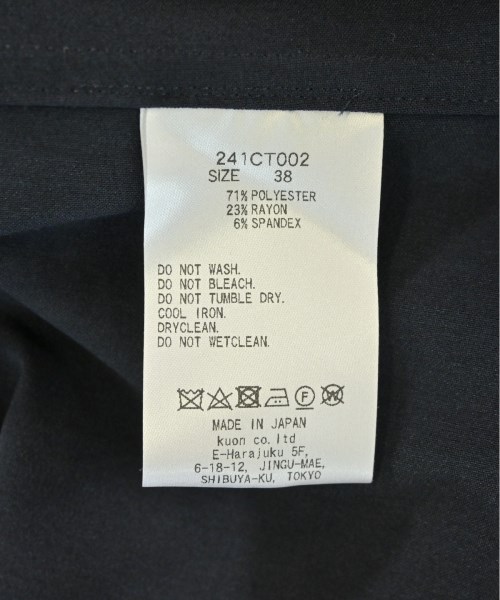 241CT002
SIZE 38
71% POLYESTER
23% RAYON
6% SPANDEX
DO NOT WASH.
DO NOT BLEACH.
DO NOT TUMBLE DRY.
COOL IRON.
DRYCLEAN.
DO NOT WETCLEAN.
F W
MADE IN JAPAN
kuon co.ltd
E-Harajuku 5F,
6-18-12, JINGU-MAE,
SHIBUYA-KU, TOKYO